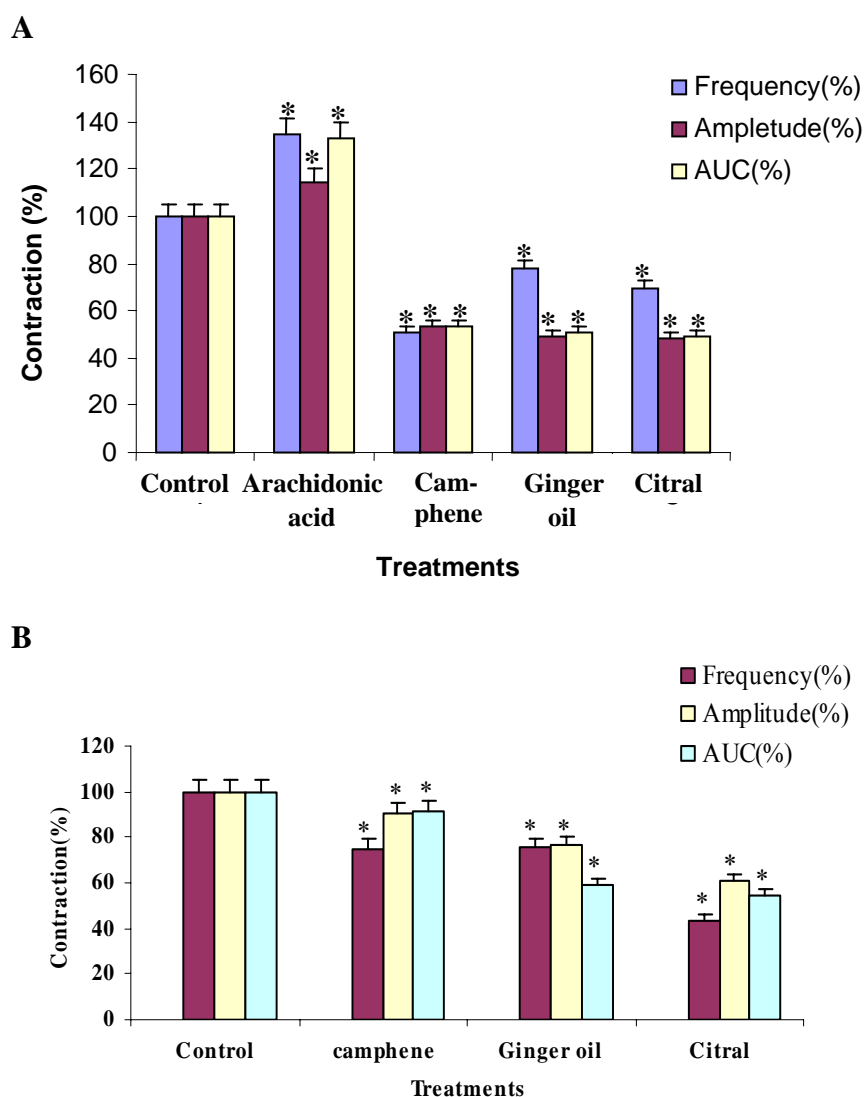 A
160
140
120
100
80
60
40
20
0
Contraction (%)
Frequency(%)
Ampletude(%)
AUC(%)
* * *
* * *
* * *
* * *
Control Arachidonic acid Cam-phene Ginger oil Citral
Treatments
B
120
100
80
60
40
20
0
Contraction(%)
Frequency(%)
Amplitude(%)
AUC(%)
* * *
* * *
* * *
Control camphene Ginger oil Citral
Treatments